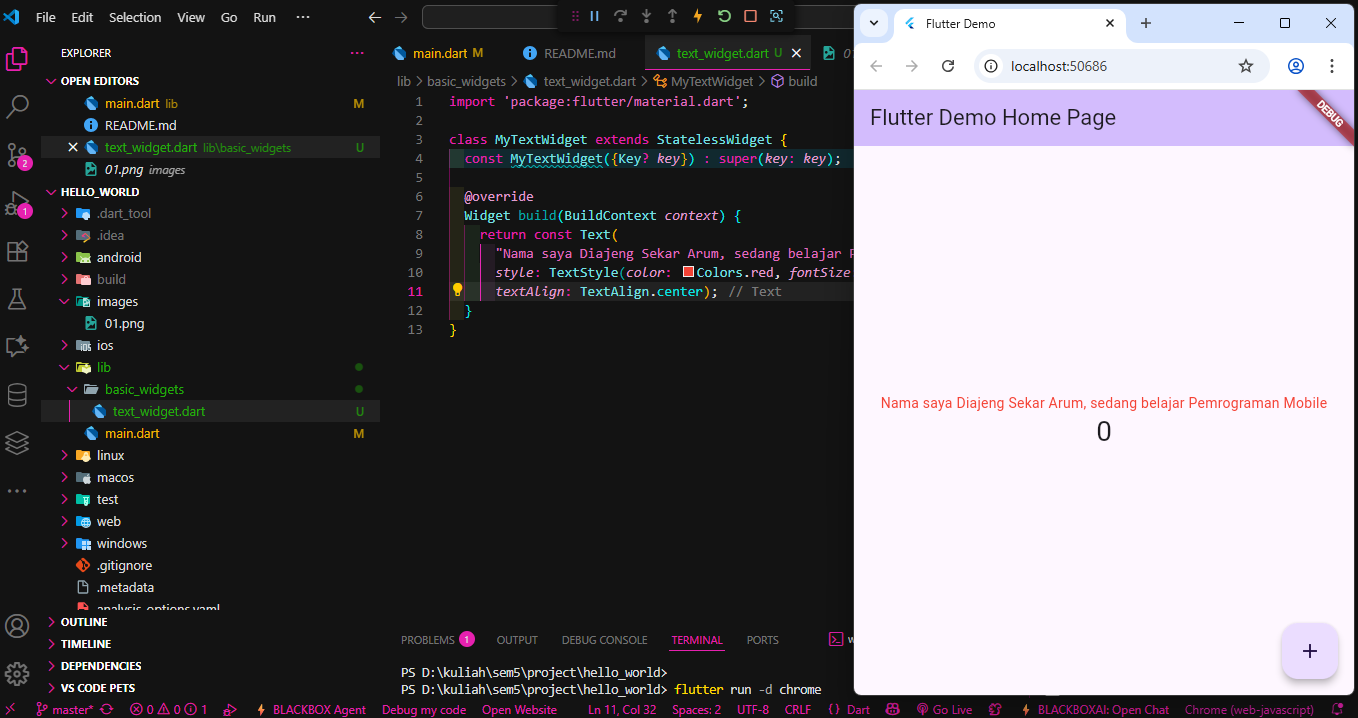 File Edit Selection View Go Run ···
EXPLORER ···
OPEN EDITORS
main.dart lib M
README.md
text_widget.dart lib\basic_widgets U
01.png images
HELLO_WORLD
.dart_tool
.idea
android
build
images
01.png
ios
lib
basic_widgets
text_widget.dart U
main.dart M
linux
macos
test
web
windows
.gitignore
.metadata
analysis_options.yaml
OUTLINE
TIMELINE
DEPENDENCIES
VS CODE PETS
2
1
main.dart M README.md text_widget.dart U 01
lib > basic_widgets > text_widget.dart > MyTextWidget > build
1 import 'package:flutter/material.dart';
2
3 class MyTextWidget extends StatelessWidget {
4 const MyTextWidget({Key? key}) : super(key: key);
5
6 @override
7 Widget build(BuildContext context) {
8 return const Text(
9 "Nama saya Diajeng Sekar Arum, sedang belajar P
10 style: TextStyle(color: Colors.red, fontSize
11 textAlign: TextAlign.center); // Text
12 }
13 }
PROBLEMS 1 OUTPUT DEBUG CONSOLE TERMINAL PORTS
PS D:\kuliah\sem5\project\hello_world>
PS D:\kuliah\sem5\project\hello_world> flutter run -d chrome
Flutter Demo
localhost:50686
Flutter Demo Home Page
DEBUG
Nama saya Diajeng Sekar Arum, sedang belajar Pemrograman Mobile
0
+
master* 0 0 1 BLACKBOX Agent Debug my code Open Website Ln 11, Col 32 Spaces: 2 UTF-8 CRLF {} Dart Go Live BLACKBOXAI: Open Chat Chrome (web-javascript)